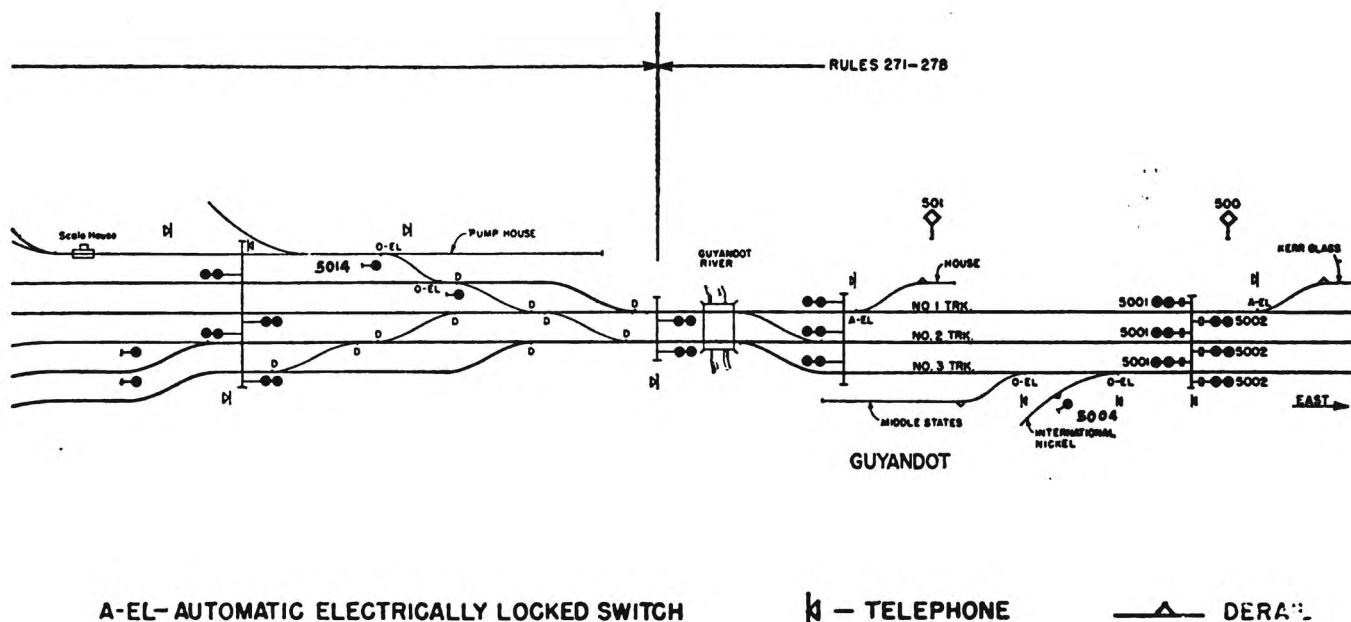 RULES 271-278
501
500
Scale House
O-EL
PUMP HOUSE
5014
D
O-EL
GUYANDOT
RIVER
HOUSE
KERR GLASS
D
D
D
D
A-EL
NO. 1 TRK.
5001
A-EL
5002
D
D
D
NO. 2 TRK.
5001
5002
D
D
NO. 3 TRK.
5001
5002
O-EL
O-EL
EAST
MIDDLE STATES
5004
INTERNATIONAL
NICKEL
GUYANDOT
A-EL- AUTOMATIC ELECTRICALLY LOCKED SWITCH
- TELEPHONE